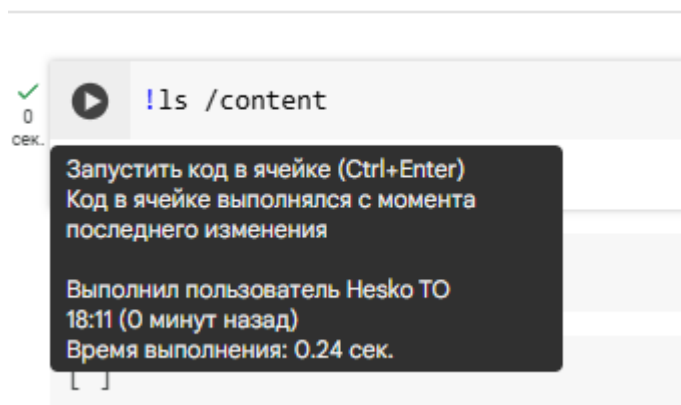 !ls /content
0
сек.
Запустить код в ячейке (Ctrl+Enter)
Код в ячейке выполнялся с момента
последнего изменения
Выполнил пользователь Hesko TO
18:11 (0 минут назад)
Время выполнения: 0.24 сек.
[ ]